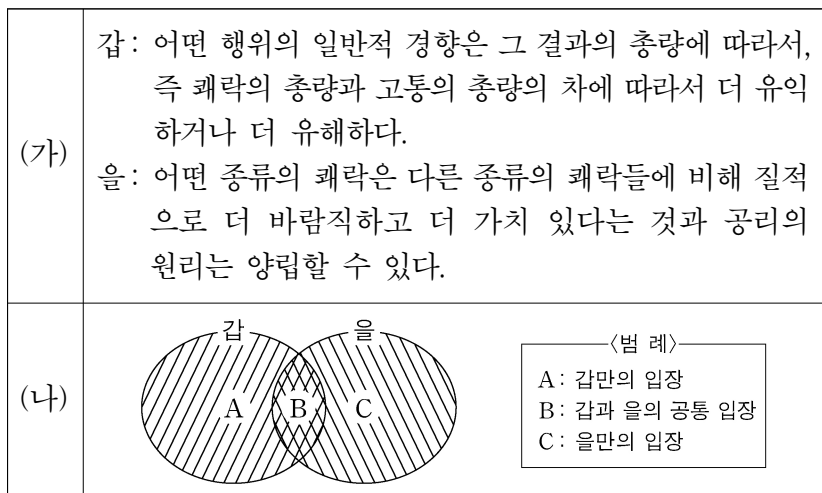 (가)
갑: 어떤 행위의 일반적 경향은 그 결과의 총량에 따라서,
즉 쾌락의 총량과 고통의 총량의 차에 따라서 더 유익
하거나 더 유해하다.
을: 어떤 종류의 쾌락은 다른 종류의 쾌락들에 비해 질적
으로 더 바람직하고 더 가치 있다는 것과 공리의
원리는 양립할 수 있다.
(나)
갑 을
A B C
<범 례>
A: 갑만의 입장
B: 갑과 을의 공통 입장
C: 을만의 입장